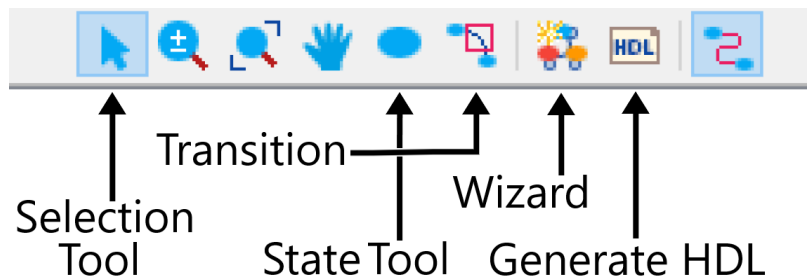 HDL
Transition
Wizard
Selection
Tool
State Tool
Generate HDL